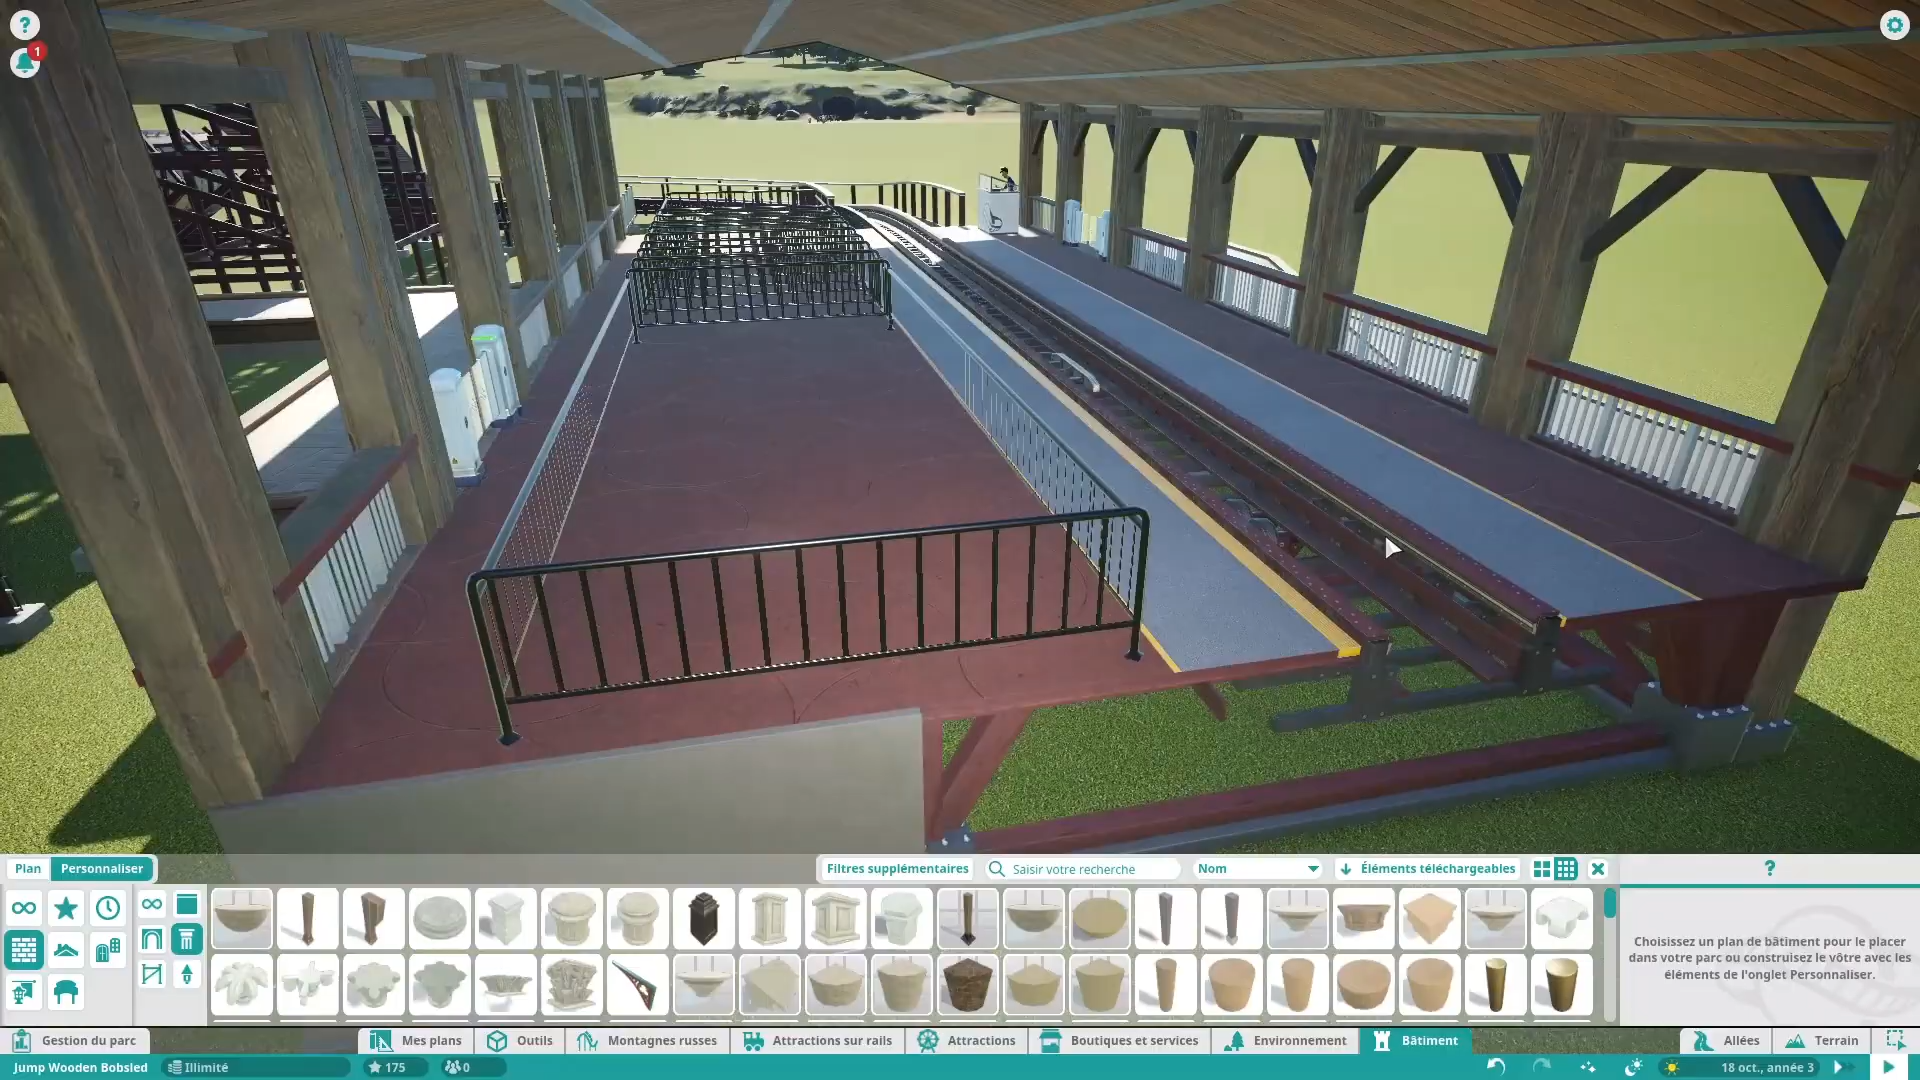 ?
1
Plan
Personnaliser
Filtres supplémentaires
Saisir votre recherche
Nom
Éléments téléchargeables
?
Choisissez un plan de bâtiment pour le placer
dans votre parc ou construisez le vôtre avec les
éléments de l'onglet Personnaliser.
Gestion du parc
Mes plans
Outils
Montagnes russes
Attractions sur rails
Attractions
Boutiques et services
Environnement
Bâtiment
Allées
Terrain
Jump Wooden Bobsled
Illimité
175
0
18 oct., année 3